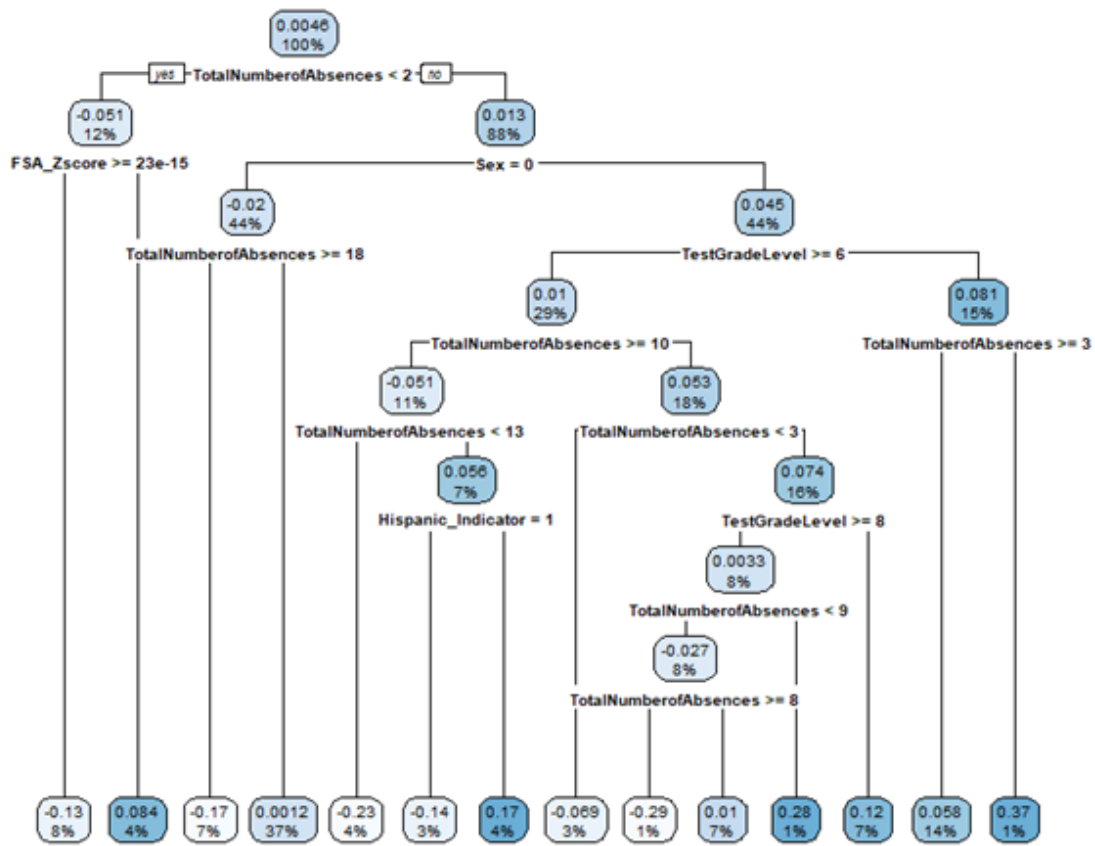 0.0046
100%
yes TotalNumberofAbsences < 2 no
-0.051 0.013
12% 88%
FSA_Zscore >= 23e-15 Sex = 0
-0.02 0.045
44% 44%
TotalNumberofAbsences >= 18 TestGradeLevel >= 6
0.01 0.081
29% 15%
TotalNumberofAbsences >= 10 TotalNumberofAbsences >= 3
-0.051 0.053
11% 18%
TotalNumberofAbsences < 13 TotalNumberofAbsences < 3
0.056 0.074
7% 16%
Hispanic_Indicator = 1 TestGradeLevel >= 8
0.0033
8%
TotalNumberofAbsences < 9
-0.027
8%
TotalNumberofAbsences >= 8
-0.13 0.084 -0.17 0.0012 -0.23 -0.14 0.17 -0.069 -0.29 0.01 0.28 0.12 0.058 0.37
8% 4% 7% 37% 4% 3% 4% 3% 1% 7% 1% 7% 14% 1%